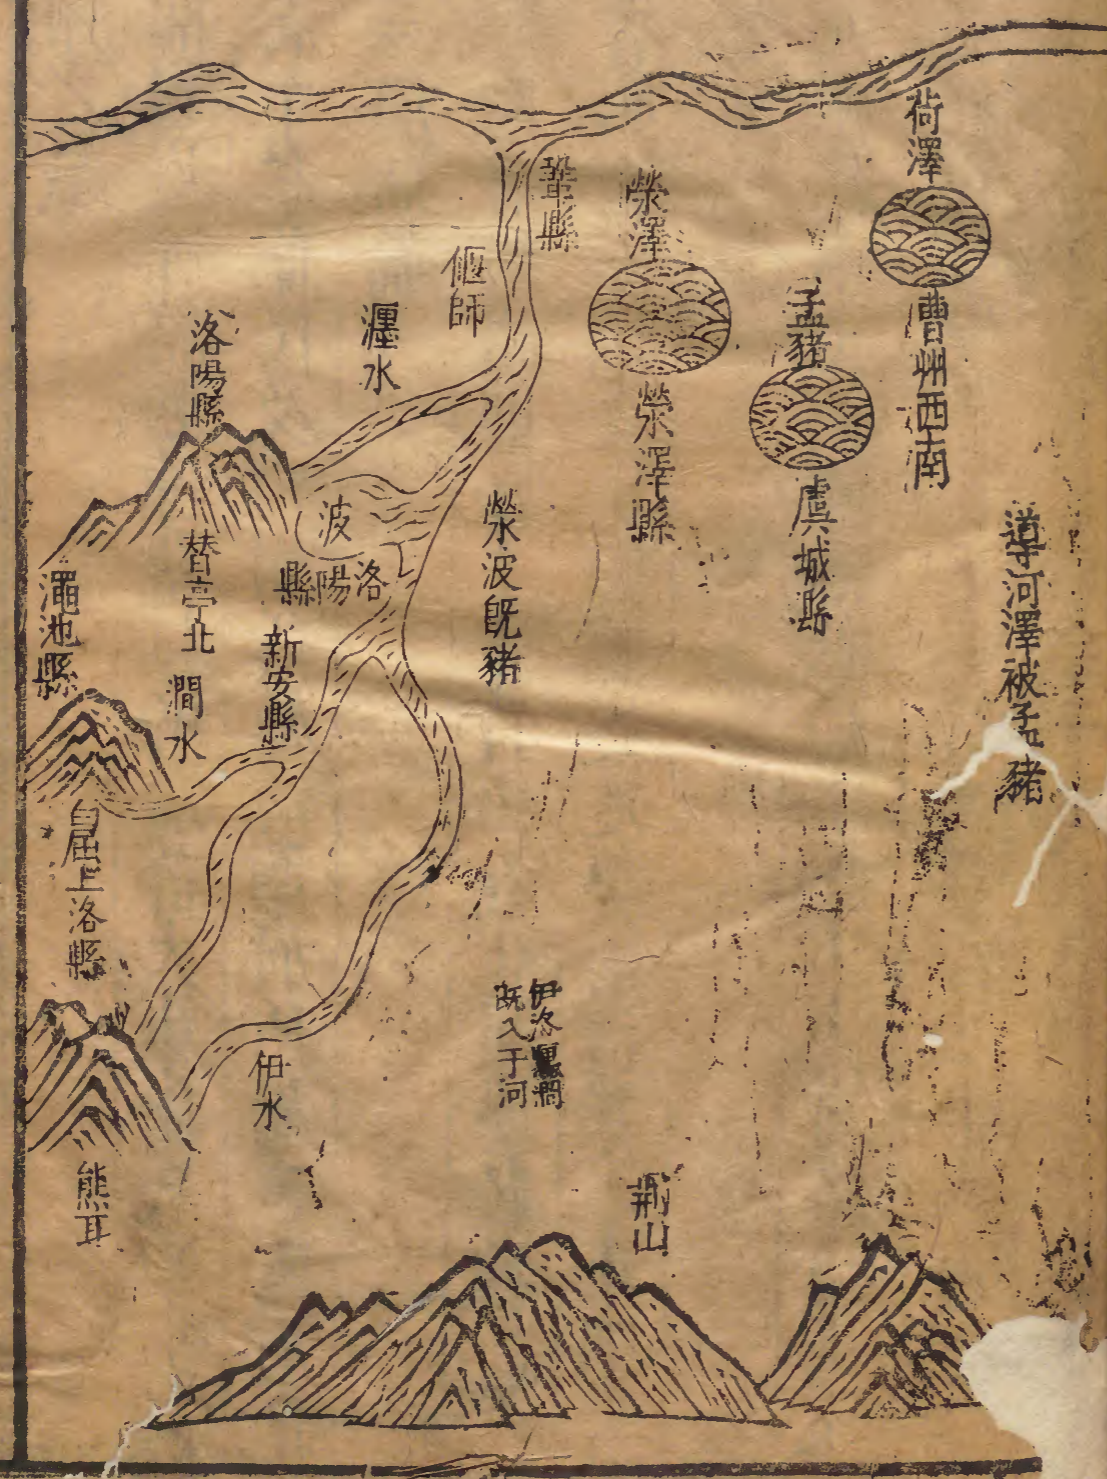 荷澤
曹州西南
導河澤被孟豬
孟豬
虞城縣
滎澤
滎澤縣
鞏縣
偃師
滎波既豬
瀍水
洛陽縣
波
洛陽縣
替亭北
澠池縣
新安縣
澗水
上洛縣
伊洛瀍澗
既入于河
伊水
熊耳
荆山